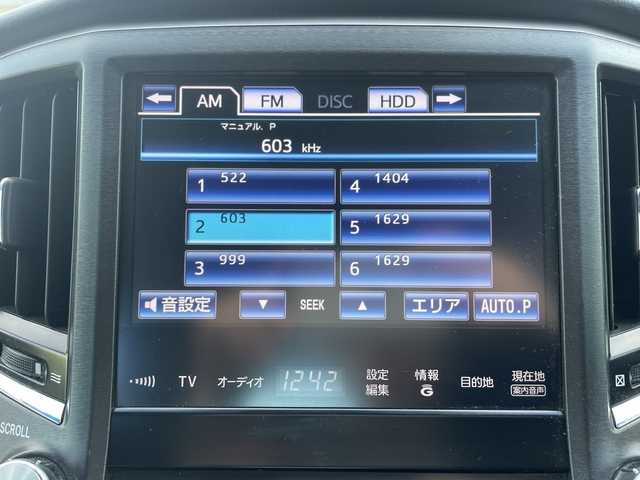 AM FM DISC HDD
マニュアル. P
603 kHz
1 522
4 1404
2 603
5 1629
3 999
6 1629
音設定 ▼ SEEK ▲ エリア AUTO.P
TV オーディオ 1242 設定編集 情報 G 目的地 現在地 案内音声
SCROLL